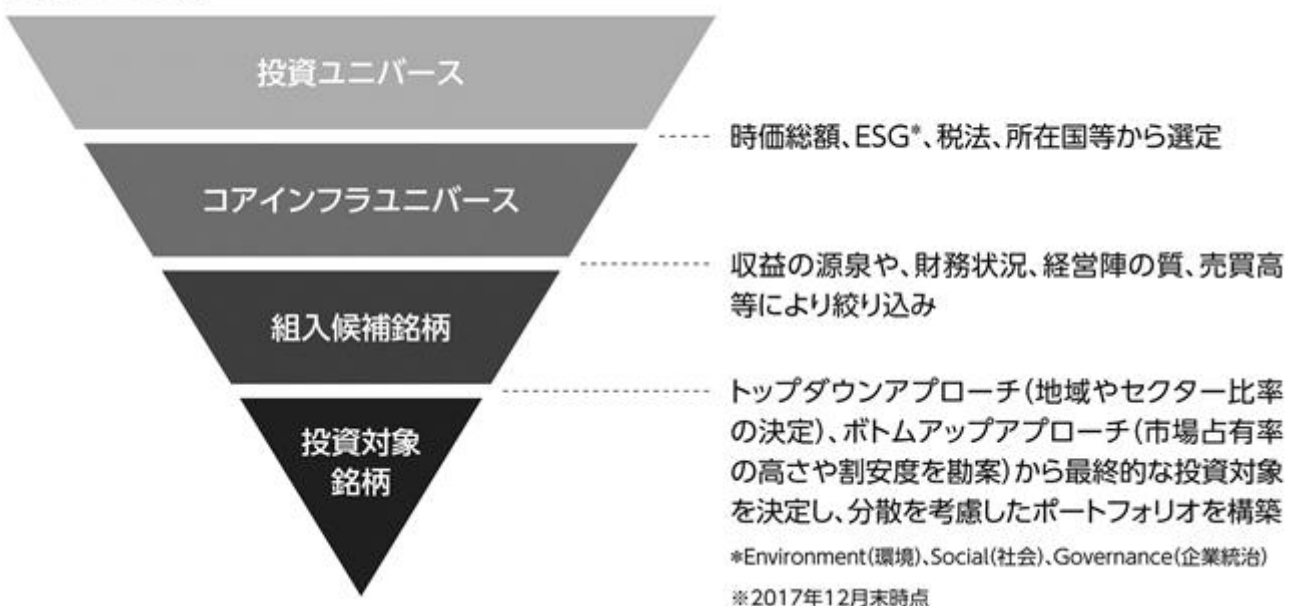 投資ユニバース
時価総額、ESG*、税法、所在国等から選定
コアインフラユニバース
収益の源泉や、財務状況、経営陣の質、売買高
等により絞り込み
組入候補銘柄
トップダウンアプローチ(地域やセクター比率
の決定)、ボトムアップアプローチ(市場占有率
の高さや割安度を勘案)から最終的な投資対象
を決定し、分散を考慮したポートフォリオを構築
投資対象
銘柄
*Environment(環境)、Social(社会)、Governance(企業統治)
※2017年12月末時点